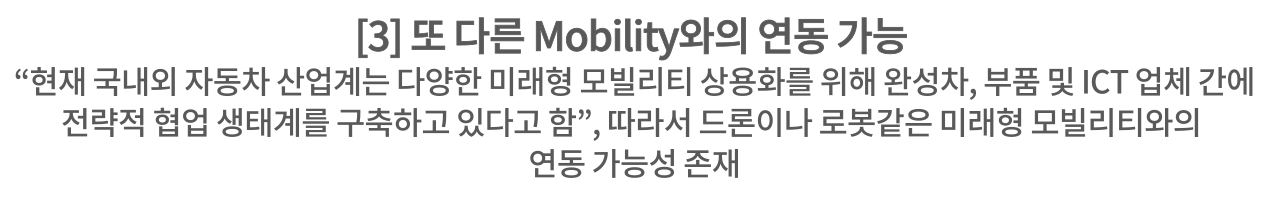 [3] 또 다른 Mobility와의 연동 가능
“현재 국내외 자동차 산업계는 다양한 미래형 모빌리티 상용화를 위해 완성차, 부품 및 ICT 업체 간에
전략적 협업 생태계를 구축하고 있다고 함”, 따라서 드론이나 로봇같은 미래형 모빌리티와의
연동 가능성 존재